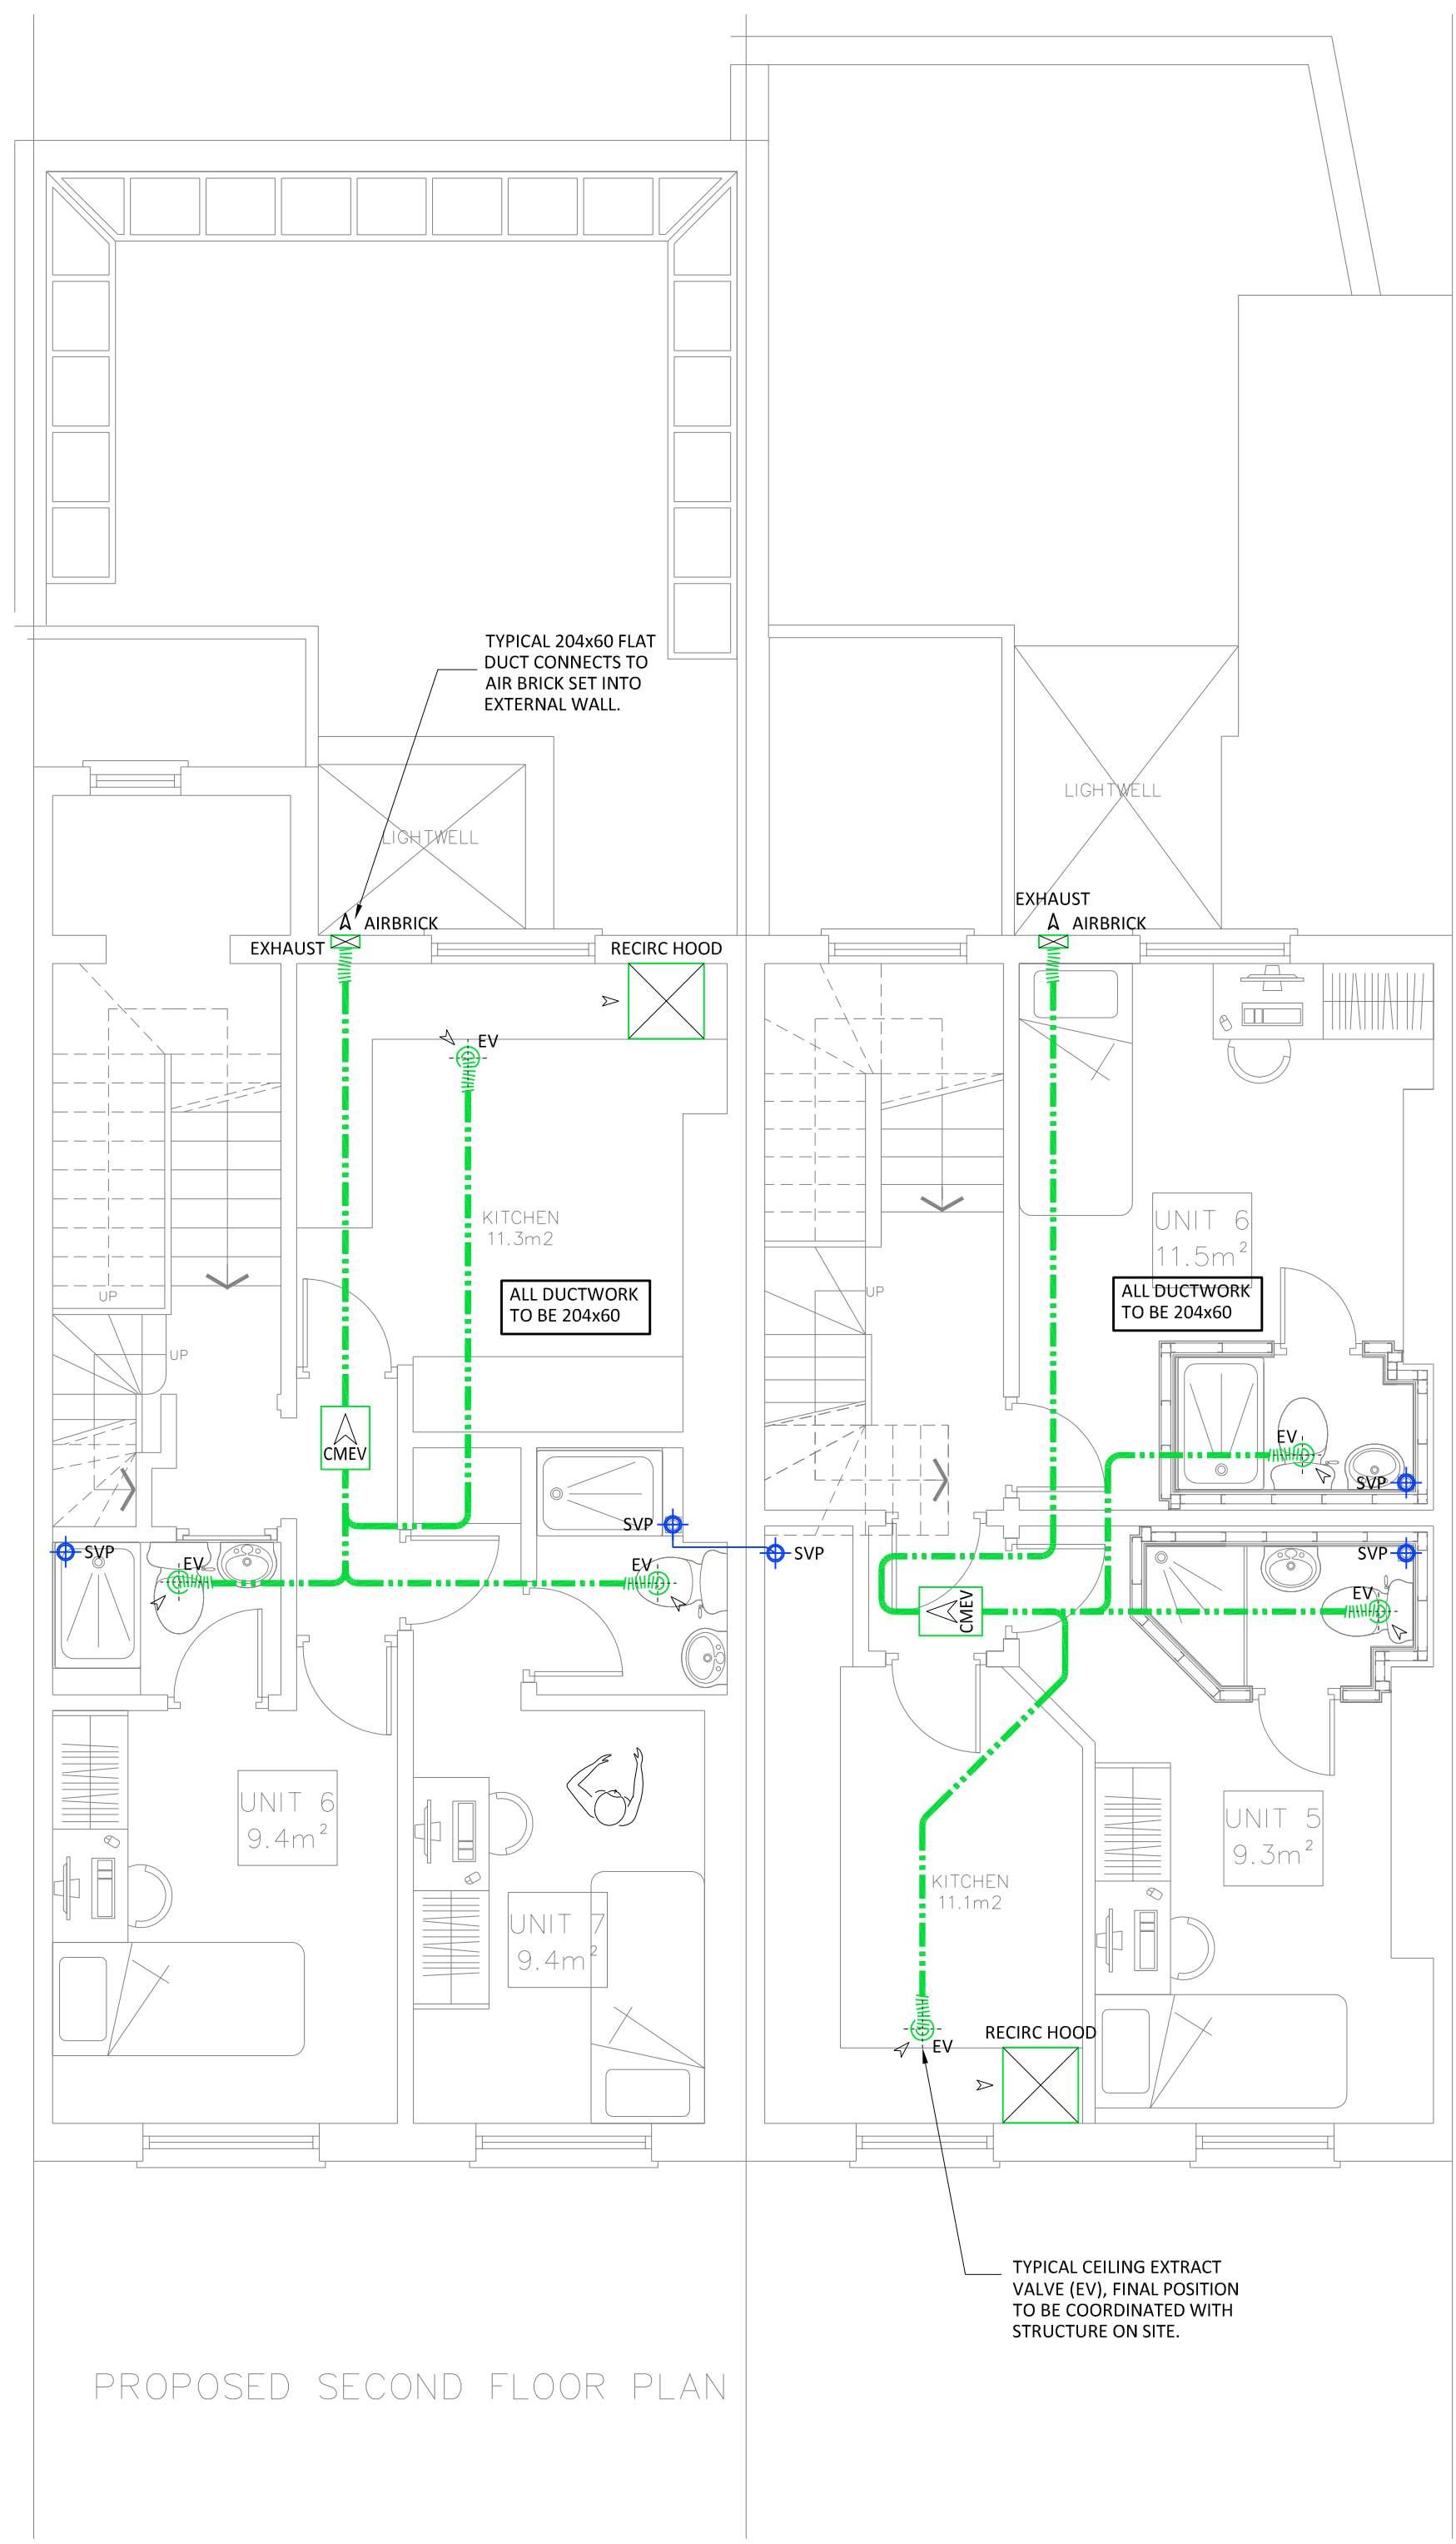 TYPICAL 204x60 FLAT
DUCT CONNECTS TO
AIR BRICK SET INTO
EXTERNAL WALL.
LIGHTWELL
LIGHTWELL
EXHAUST
AIRBRICK
AIRBRICK
EXHAUST
RECIRC HOOD
EV
KITCHEN
11.3m2
UNIT 6
11.5m²
ALL DUCTWORK
TO BE 204x60
ALL DUCTWORK
TO BE 204x60
UP
UP
UP
CMEV
EV
SVP
SVP
SVP
SVP
SVP
EV
EV
EV
CMEV
UNIT 6
9.4m²
UNIT 5
9.3m²
KITCHEN
11.1m2
UNIT 7
9.4m²
RECIRC HOOD
EV
TYPICAL CEILING EXTRACT
VALVE (EV), FINAL POSITION
TO BE COORDINATED WITH
STRUCTURE ON SITE.
PROPOSED SECOND FLOOR PLAN